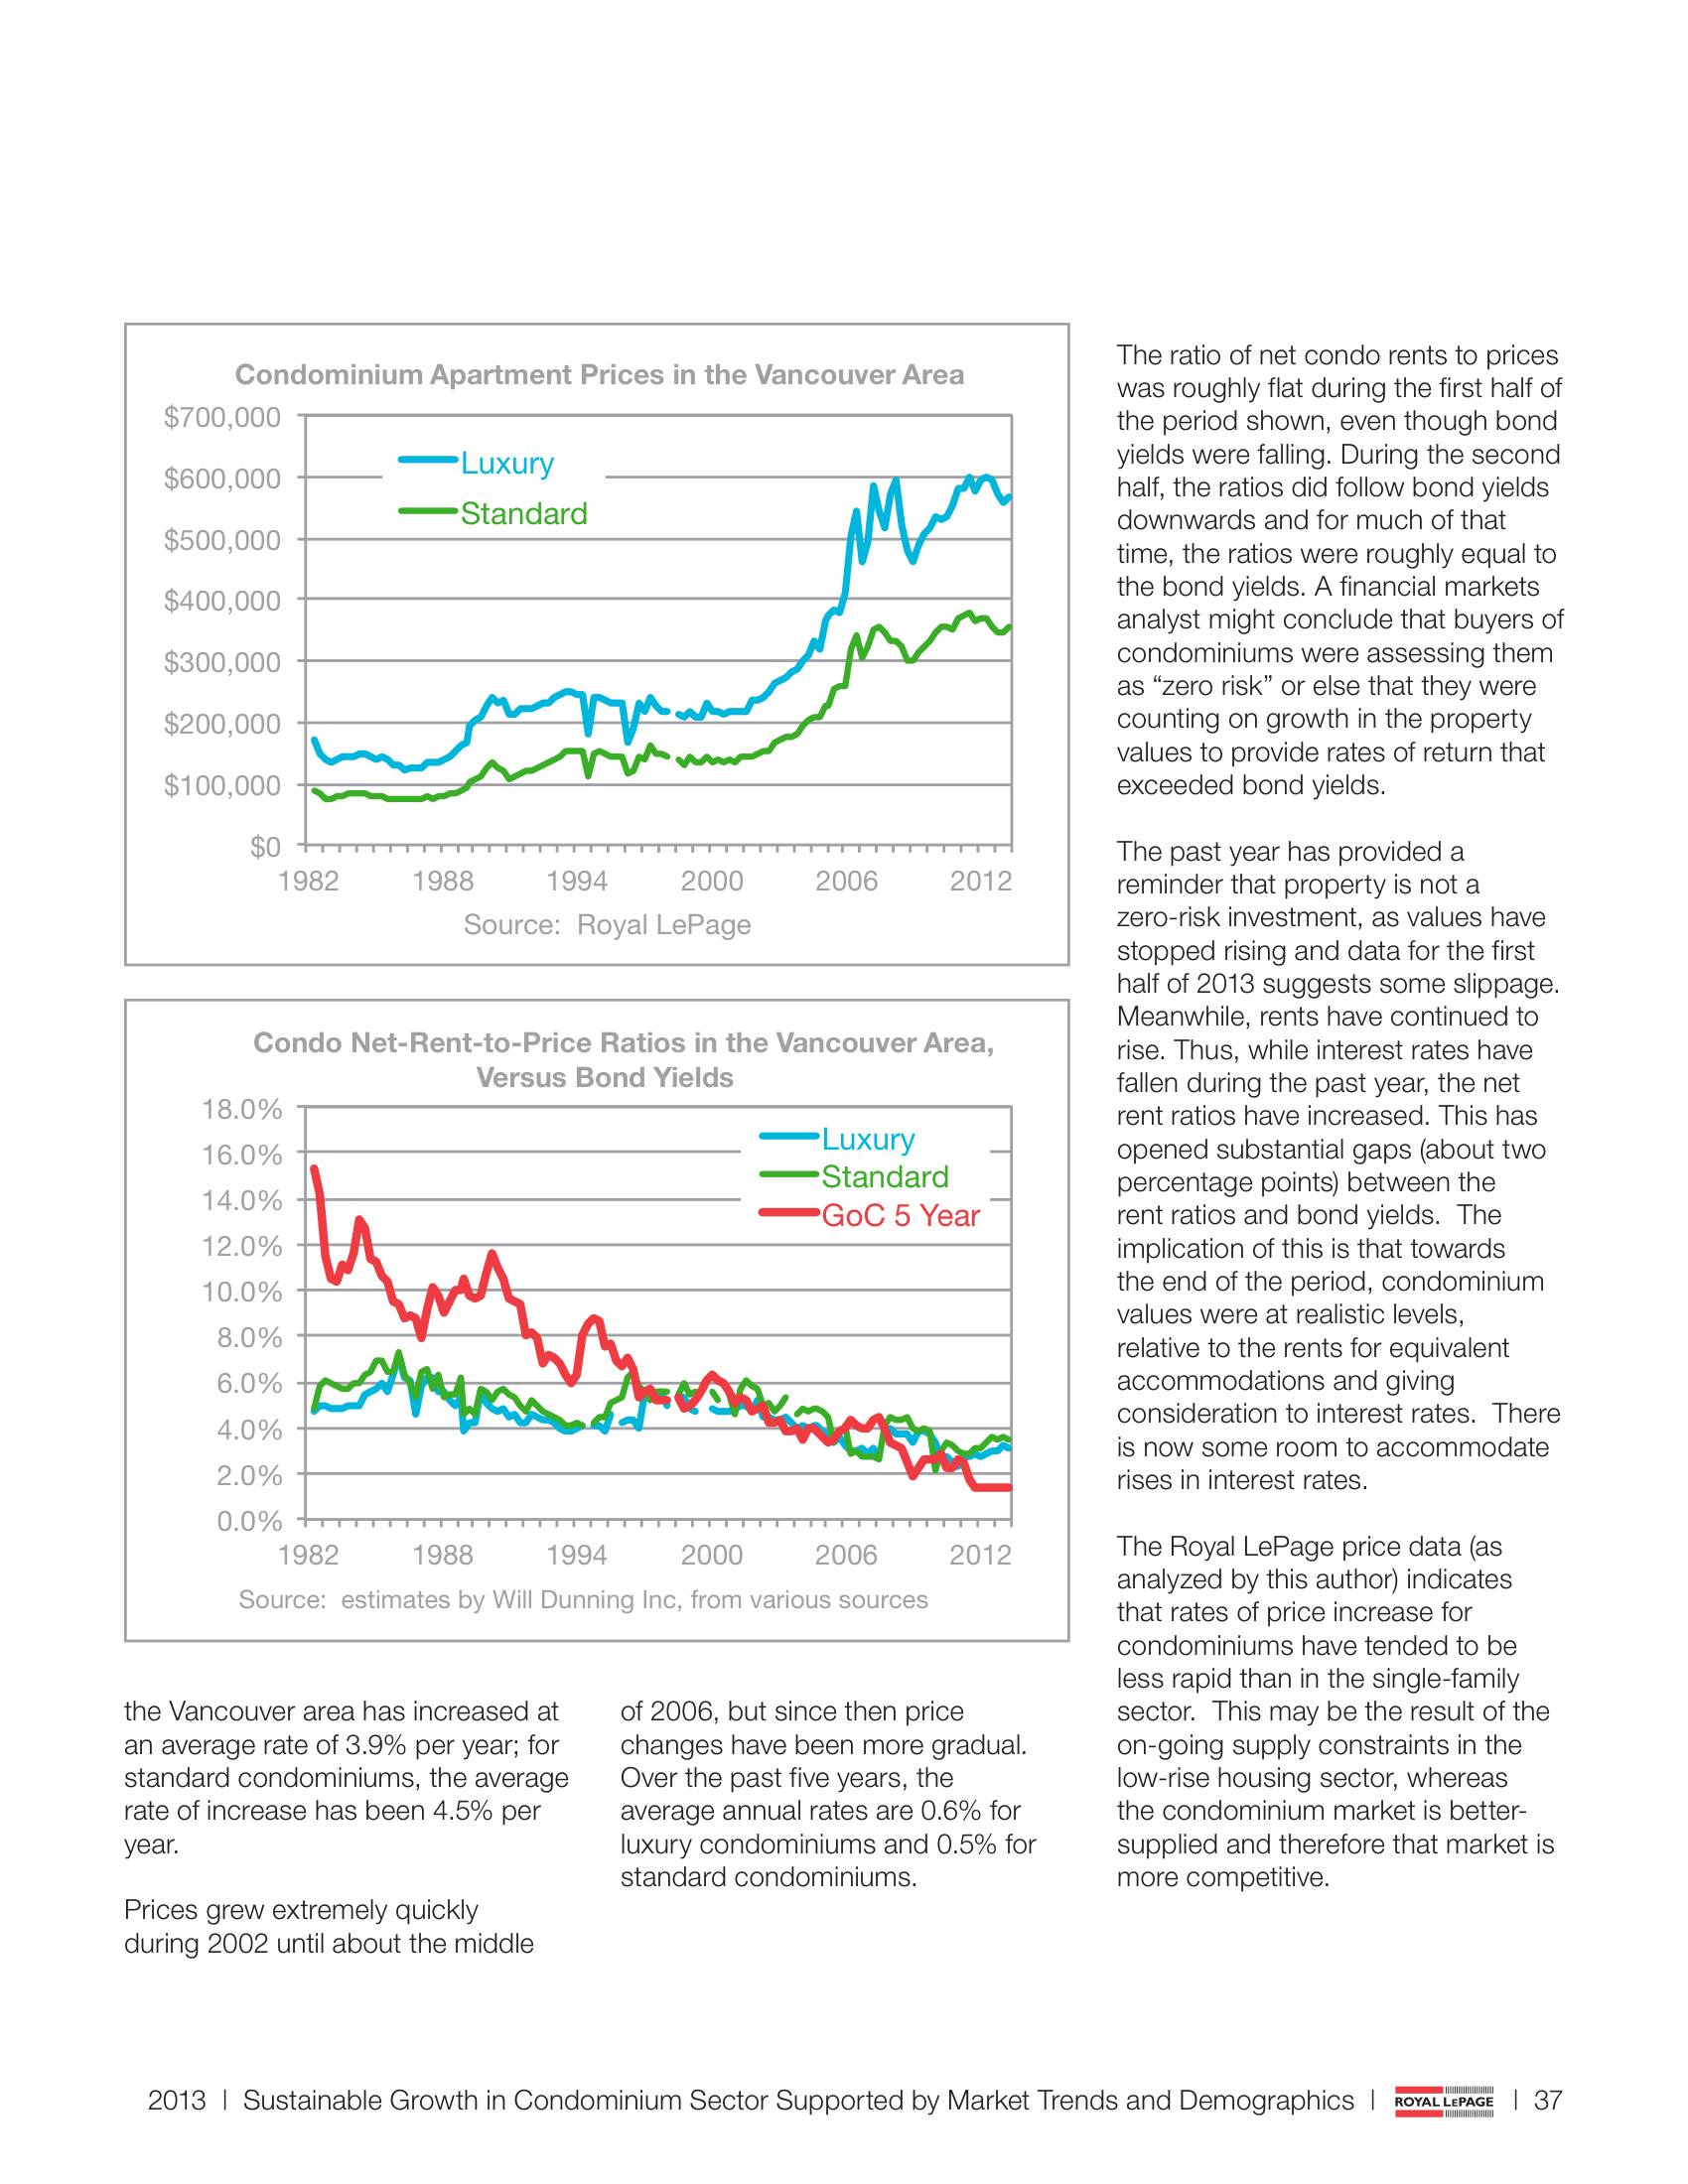 Condominium Apartment Prices in the Vancouver Area
$700,000
$600,000
$500,000
$400,000
$300,000
$200,000
$100,000
$0
Luxury
Standard
1982 1988 1994 2000 2006 2012
Source: Royal LePage
Condo Net-Rent-to-Price Ratios in the Vancouver Area,
Versus Bond Yields
18.0%
16.0%
14.0%
12.0%
10.0%
8.0%
6.0%
4.0%
2.0%
0.0%
Luxury
Standard
GoC 5 Year
1982 1988 1994 2000 2006 2012
Source: estimates by Will Dunning Inc, from various sources
the Vancouver area has increased at
an average rate of 3.9% per year; for
standard condominiums, the average
rate of increase has been 4.5% per
year.
Prices grew extremely quickly
during 2002 until about the middle
of 2006, but since then price
changes have been more gradual.
Over the past five years, the
average annual rates are 0.6% for
luxury condominiums and 0.5% for
standard condominiums.
The ratio of net condo rents to prices
was roughly flat during the first half of
the period shown, even though bond
yields were falling. During the second
half, the ratios did follow bond yields
downwards and for much of that
time, the ratios were roughly equal to
the bond yields. A financial markets
analyst might conclude that buyers of
condominiums were assessing them
as “zero risk” or else that they were
counting on growth in the property
values to provide rates of return that
exceeded bond yields.
The past year has provided a
reminder that property is not a
zero-risk investment, as values have
stopped rising and data for the first
half of 2013 suggests some slippage.
Meanwhile, rents have continued to
rise. Thus, while interest rates have
fallen during the past year, the net
rent ratios have increased. This has
opened substantial gaps (about two
percentage points) between the
rent ratios and bond yields. The
implication of this is that towards
the end of the period, condominium
values were at realistic levels,
relative to the rents for equivalent
accommodations and giving
consideration to interest rates. There
is now some room to accommodate
rises in interest rates.
The Royal LePage price data (as
analyzed by this author) indicates
that rates of price increase for
condominiums have tended to be
less rapid than in the single-family
sector. This may be the result of the
on-going supply constraints in the
low-rise housing sector, whereas
the condominium market is better-
supplied and therefore that market is
more competitive.
2013 | Sustainable Growth in Condominium Sector Supported by Market Trends and Demographics | ROYAL LEPAGE | 37